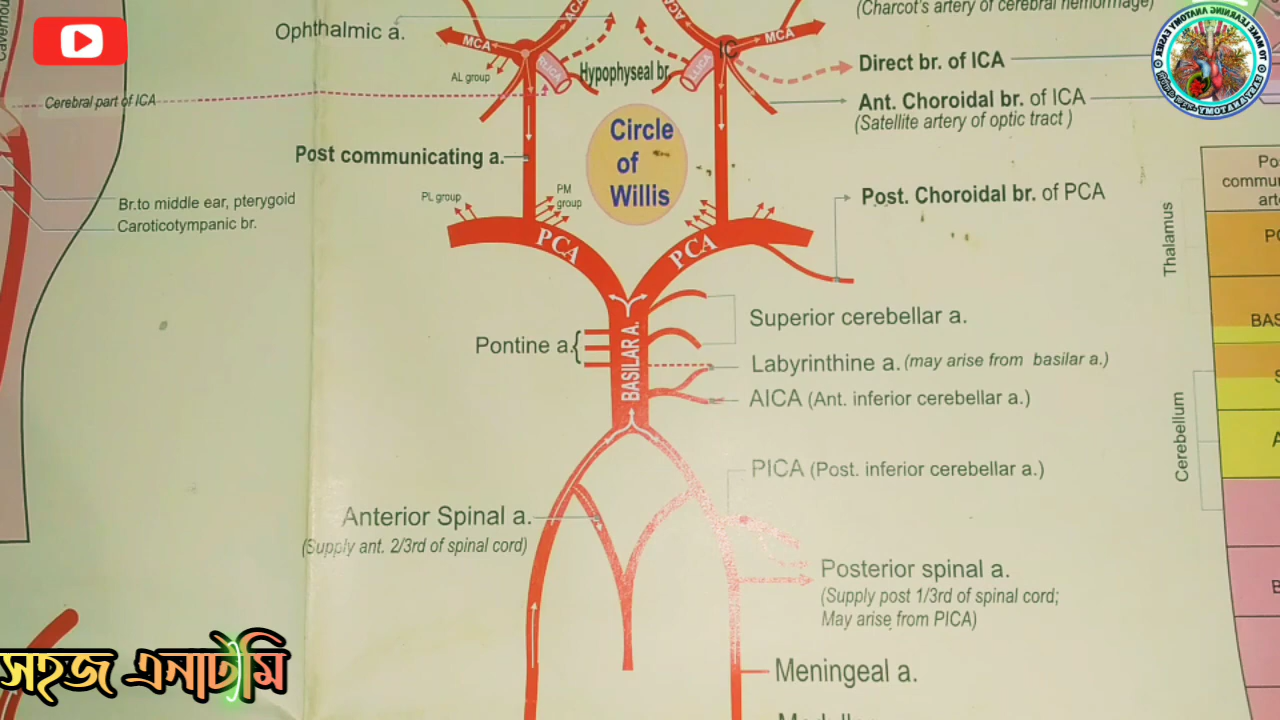 (Charcot's artery of cerebral hemorrhage)
Ophthalmic a.
ACA
ACA
MCA
MCA
IC
AL group
Hypophyseal br.
Direct br. of ICA
Cerebral part of ICA
Ant. Choroidal br. of ICA
(Satellite artery of optic tract )
Circle
of
Willis
Post communicating a.
PL group
PM
group
Post. Choroidal br. of PCA
Br.to middle ear, pterygoid
Caroticotympanic br.
PCA
PCA
Thalamus
Superior cerebellar a.
Pontine a.
BASILAR A.
Labyrinthine a. (may arise from basilar a.)
AICA (Ant. inferior cerebellar a.)
Cerebellum
PICA (Post. inferior cerebellar a.)
Anterior Spinal a.
(Supply ant. 2/3rd of spinal cord)
Posterior spinal a.
(Supply post 1/3rd of spinal cord;
May arise from PICA)
Meningeal a.
সহজ এনাটমি